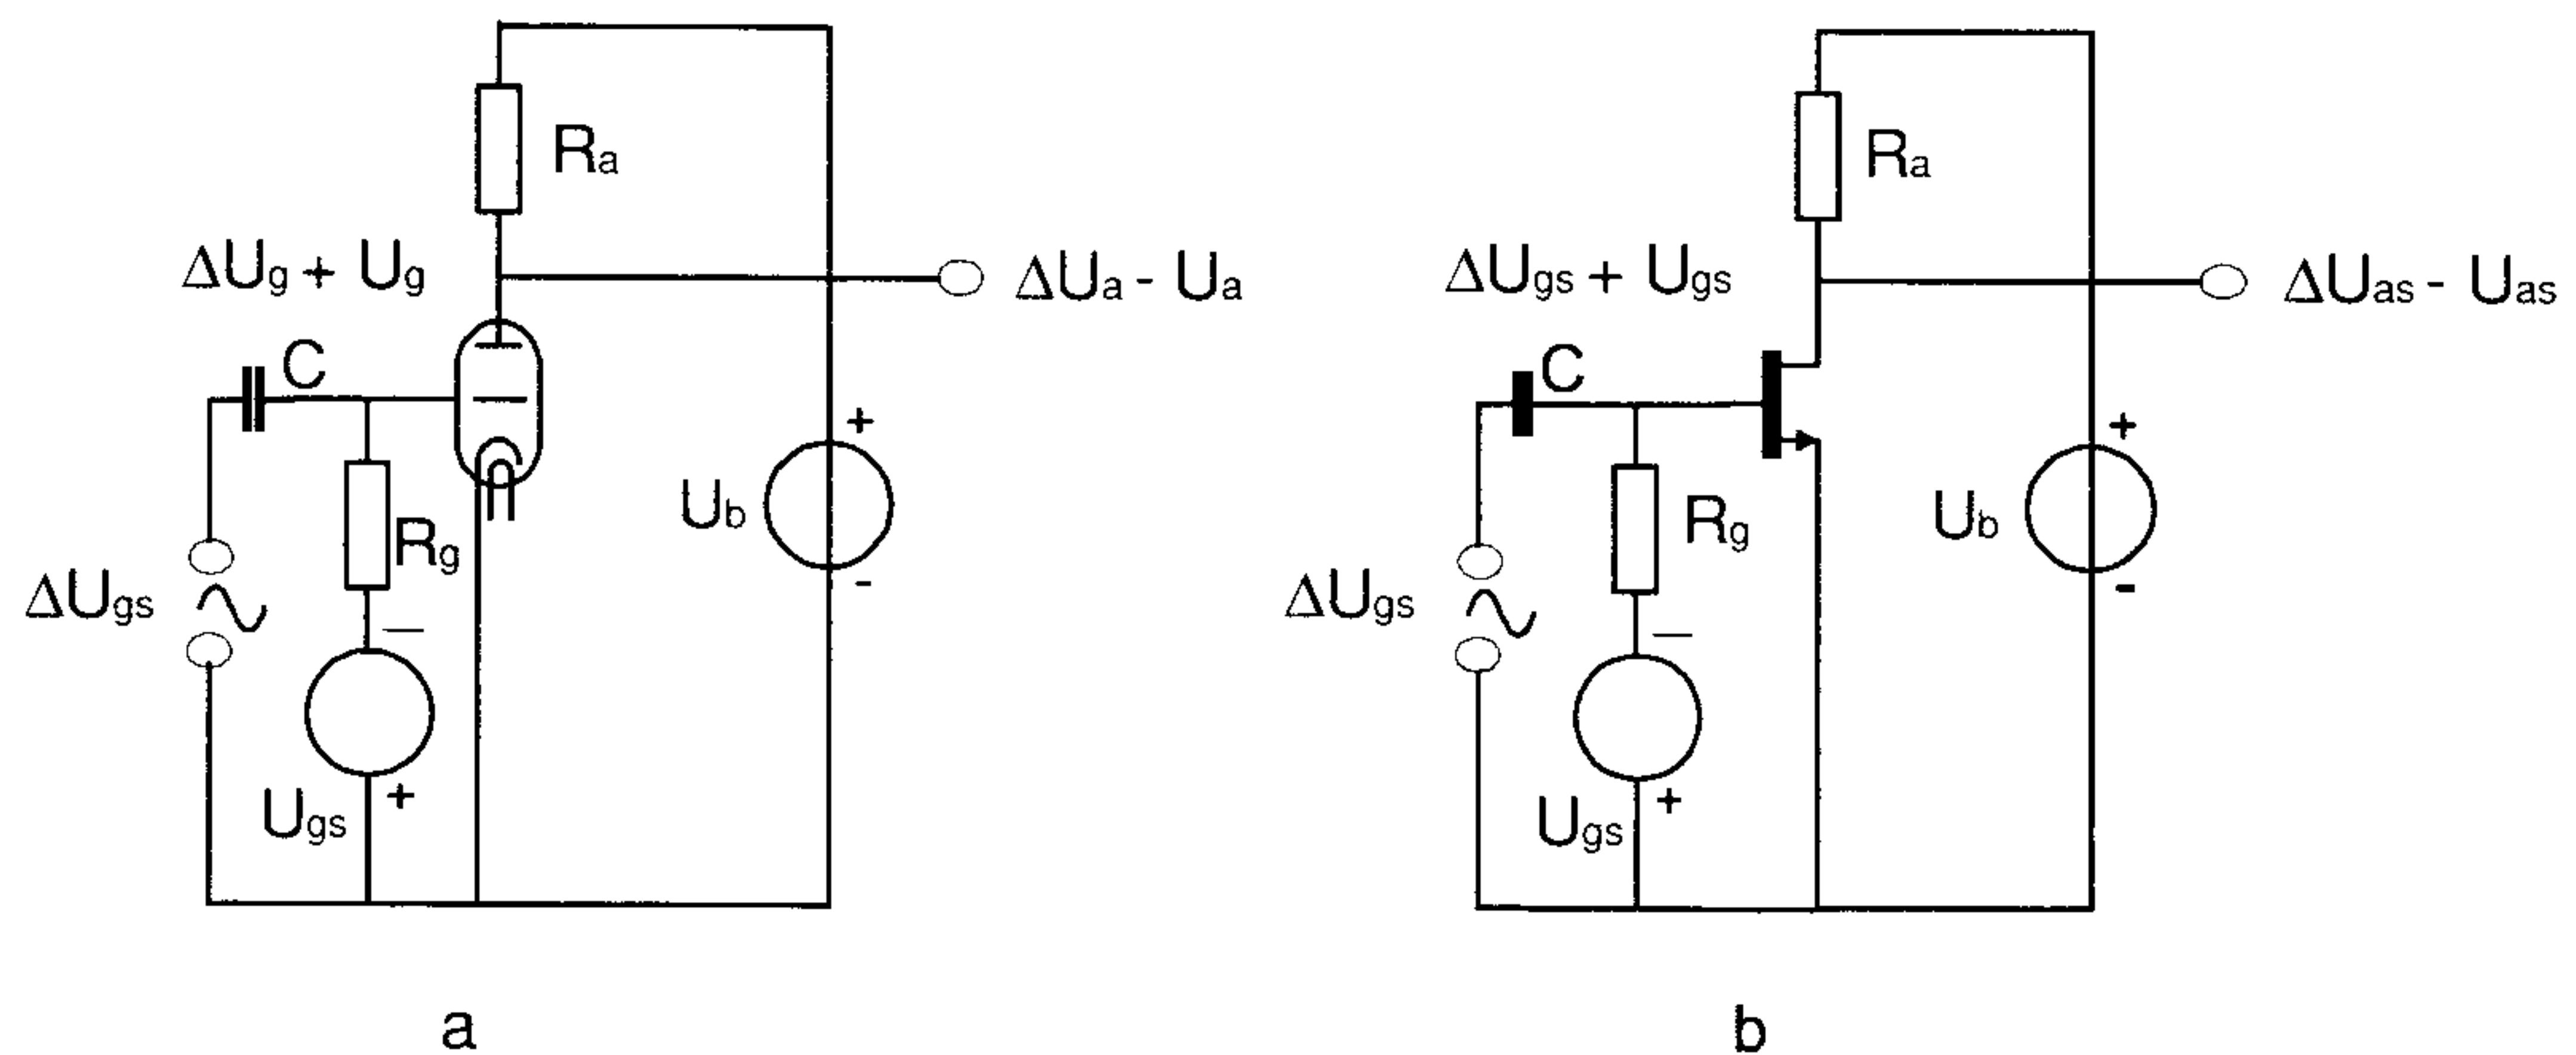 Ra
ΔUg + Ug
ΔUa - Ua
C
+
Ub
Rg
-
ΔUgs
—
+
Ugs
a
Ra
ΔUgs + Ugs
ΔUas - Uas
C
+
Ub
Rg
-
ΔUgs
—
+
Ugs
b